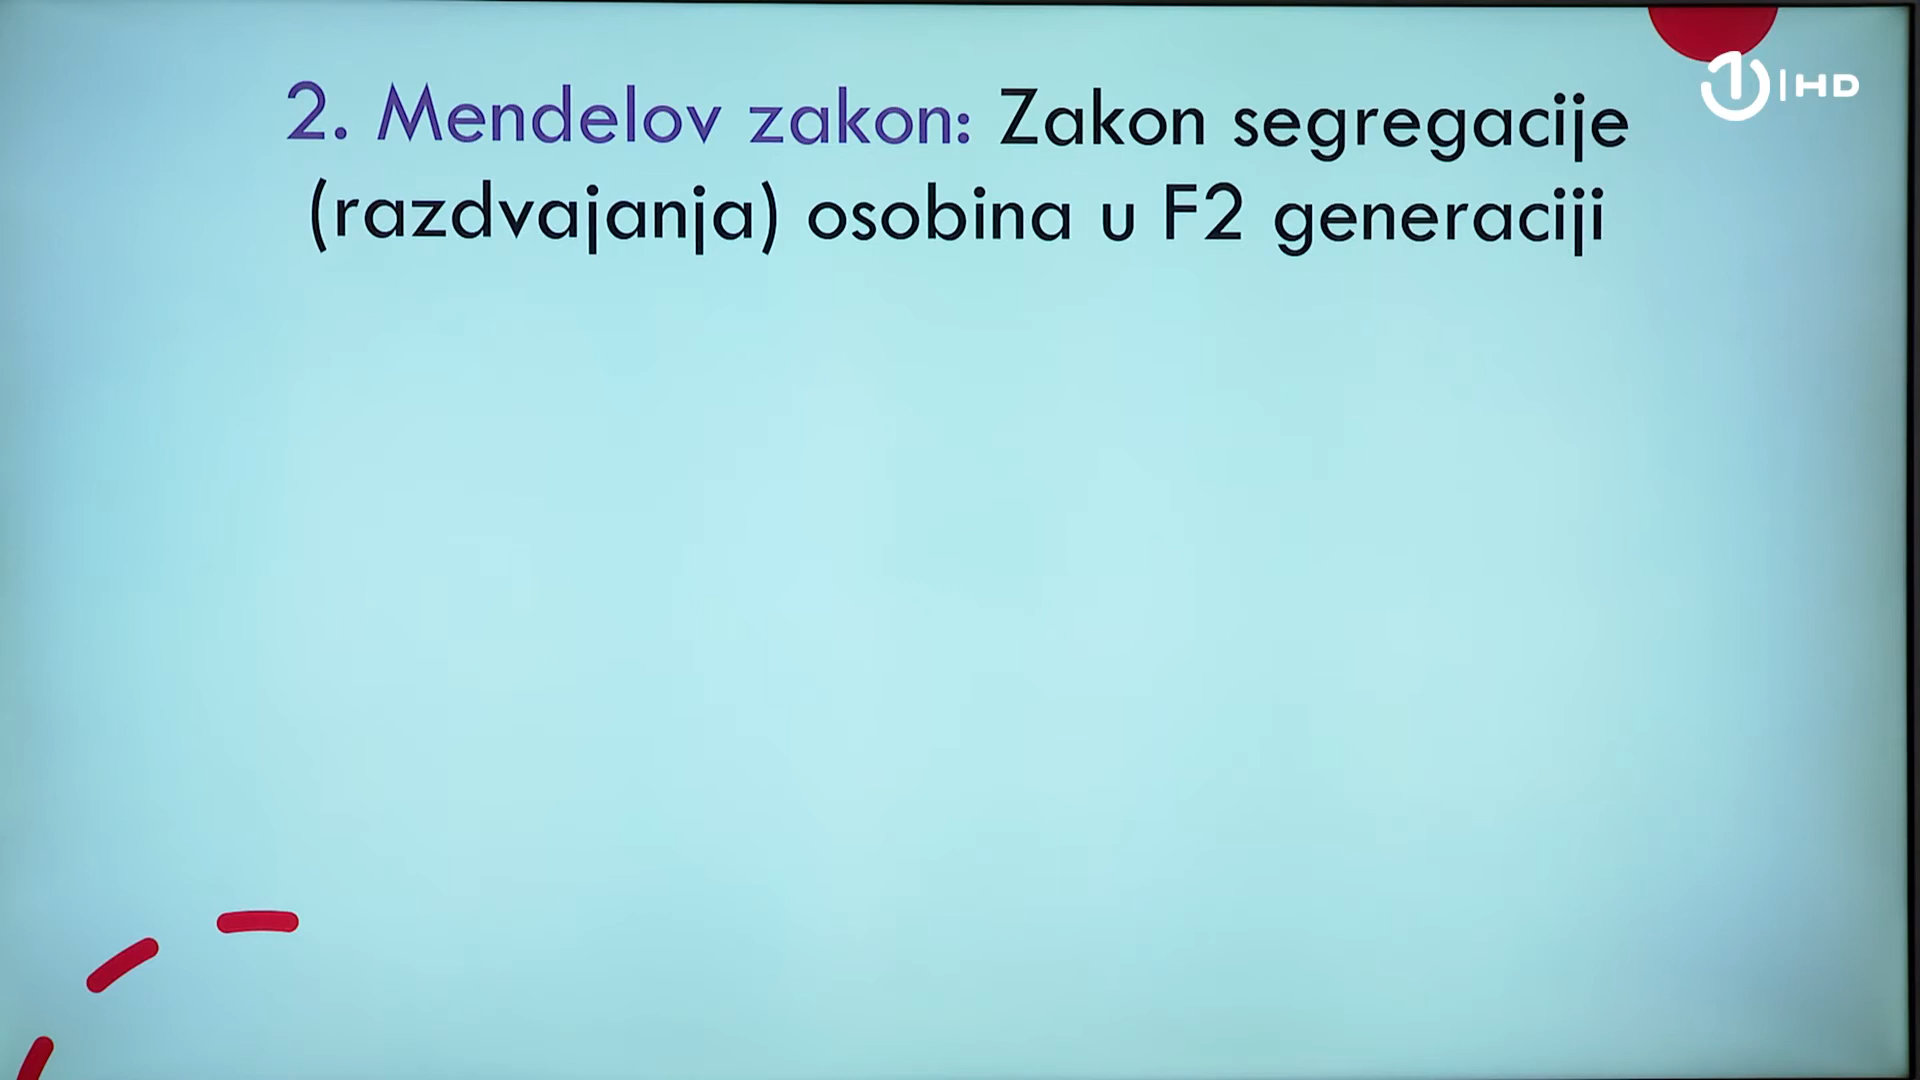 2. Mendelov zakon: Zakon segregacije
(razdvajanja) osobina u F2 generaciji
1|HD